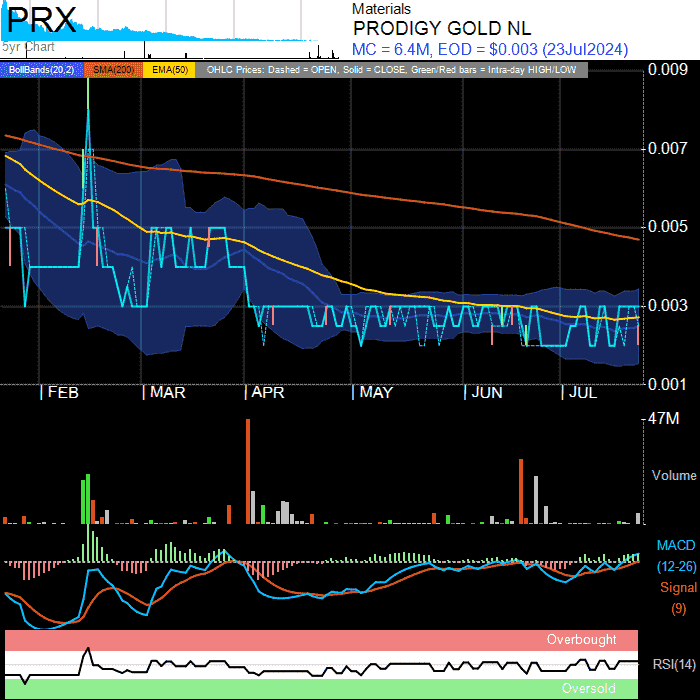 PRX
5yr Chart
Materials
PRODIGY GOLD NL
MC = 6.4M, EOD = $0.003 (23Jul2024)
BollBands(20,2) SMA(200) EMA(50) OHLC Prices: Dashed = OPEN, Solid = CLOSE, Green/Red bars = Intra-day HIGH/LOW
0.009
0.007
0.005
0.003
0.001
| FEB | MAR | APR | MAY | JUN | JUL
47M
Volume
MACD
(12-26)
Signal
(9)
Overbought
RSI(14)
Oversold